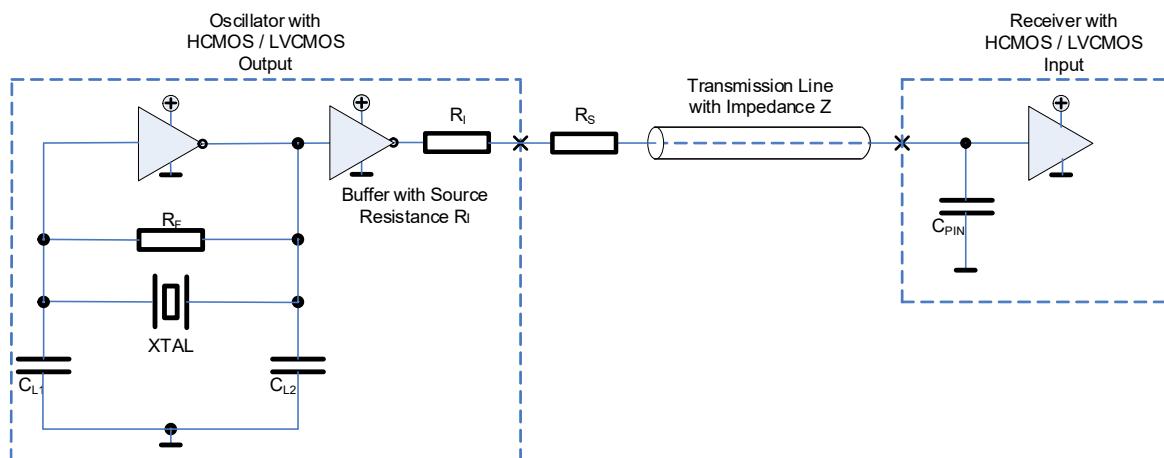 Oscillator with
HCMOS / LVCMOS
Output
Receiver with
HCMOS / LVCMOS
Input
Transmission Line
with Impedance Z
RI
RS
Buffer with Source
Resistance RI
RF
CPIN
XTAL
CL1
CL2